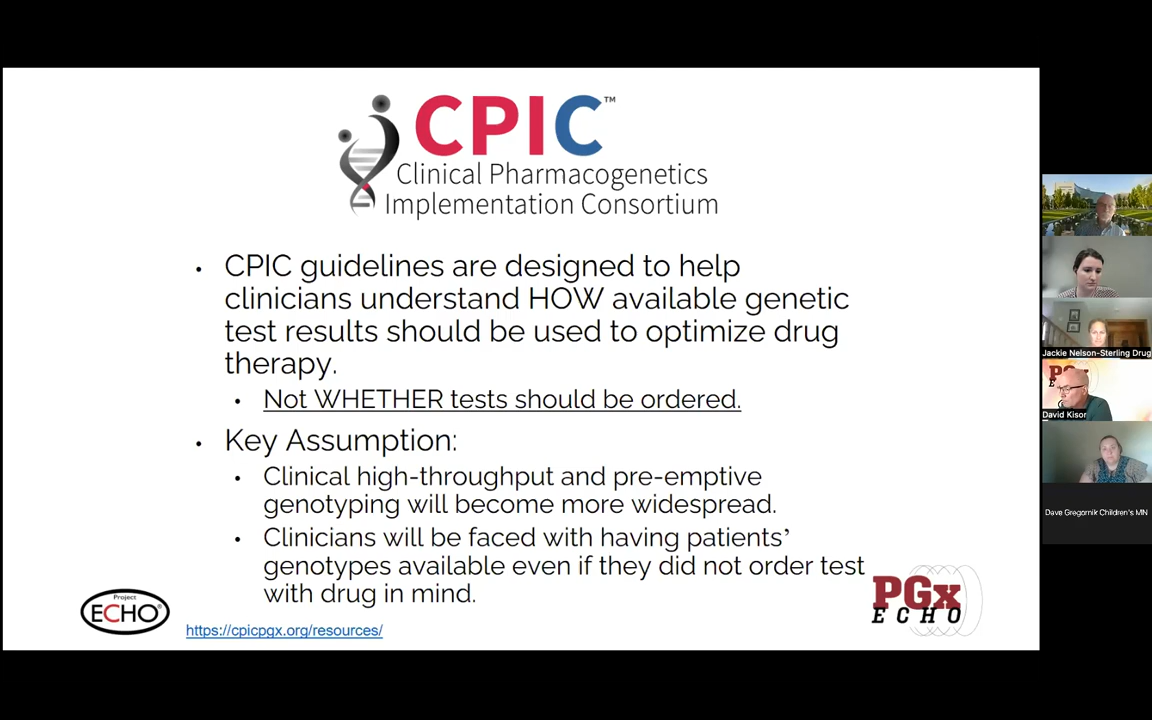 CPIC™
Clinical Pharmacogenetics
Implementation Consortium
• CPIC guidelines are designed to help
clinicians understand HOW available genetic
test results should be used to optimize drug
therapy.
• Not WHETHER tests should be ordered.
• Key Assumption:
• Clinical high-throughput and pre-emptive
genotyping will become more widespread.
• Clinicians will be faced with having patients’
genotypes available even if they did not order test
with drug in mind.
Project
ECHO®
https://cpicpgx.org/resources/
PGx
ECHO
Jackie Nelson-Sterling Drug
PG
E
David Kisor
Dave Gregornik Children's MN